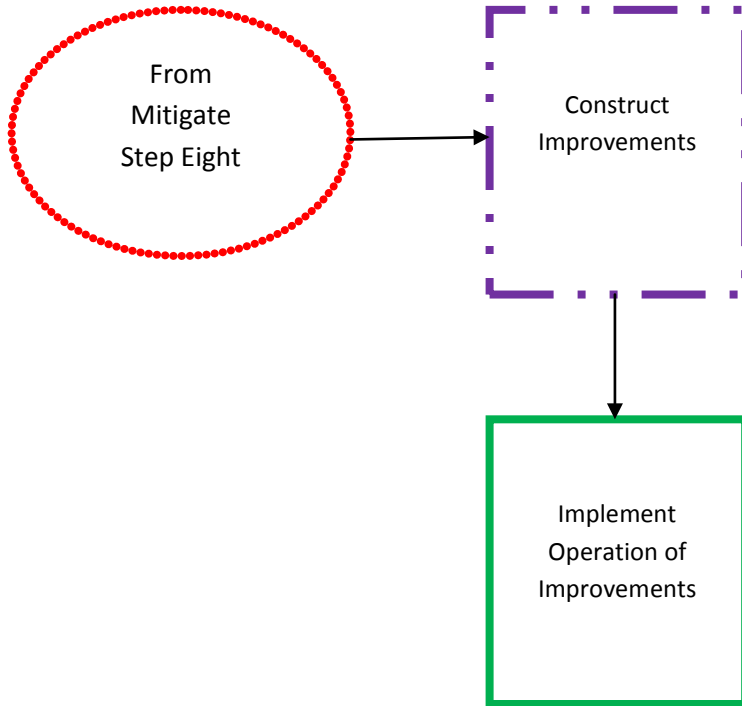 From
Mitigate
Step Eight
Construct
Improvements
Implement
Operation of
Improvements